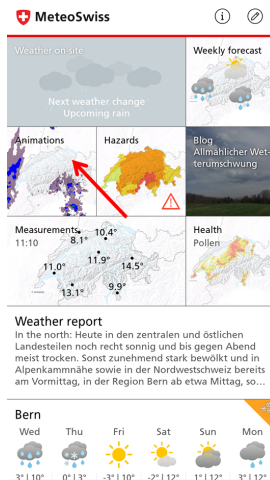 MeteoSwiss
Weather on-site
Next weather change
Upcoming rain
Weekly forecast
Animations
Hazards
Blog
Allmählicher Wet-
terumschwung
Measurements
11:10
10.4°
8.1°
11.9°
11.0°
14.5°
13.1°
9.9°
Health
Pollen
Weather report
In the north: Heute in den zentralen und östlichen
Landesteilen noch recht sonnig und bis gegen Abend
meist trocken. Sonst zunehmend stark bewölkt und in
Alpenkammnähe sowie in der Nordwestschweiz bereits
am Vormittag, in der Region Bern ab etwa Mittag, so...
Bern
Wed Thu Fri Sat Sun Mon
3° | 10° 0° | 3° -3° | 10° -2° | 12° 1° | 12° 3° | 12°